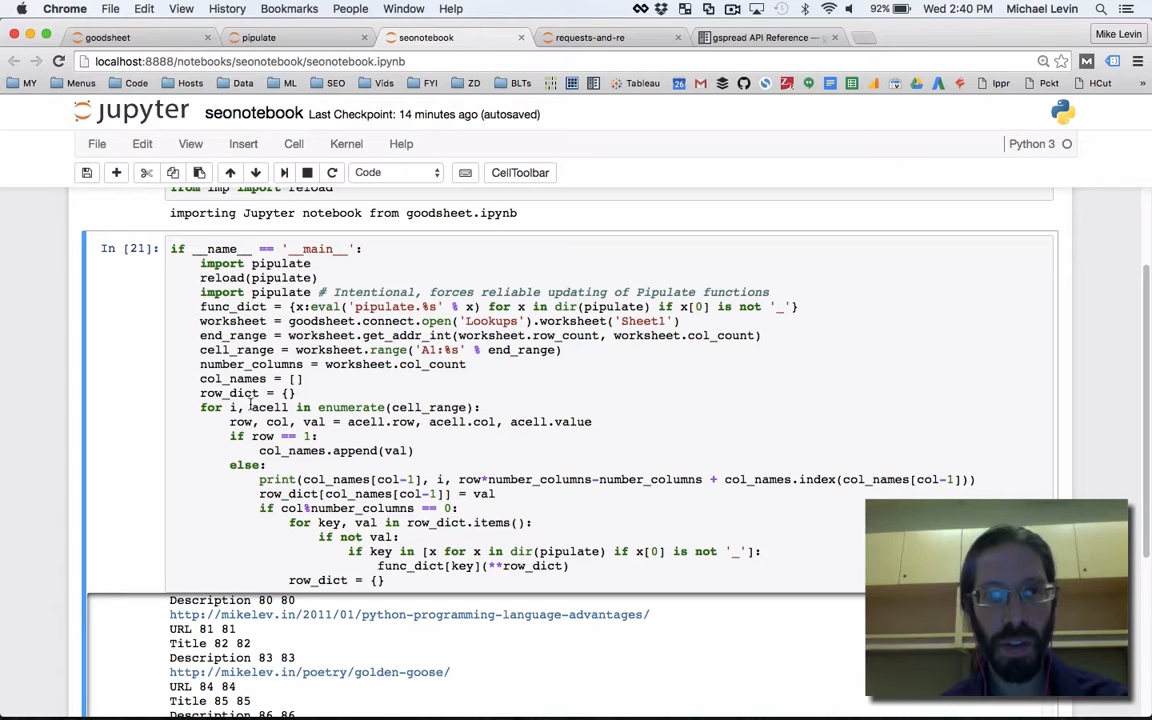 Chrome File Edit View History Bookmarks People Window Help 92% Wed 2:40 PM Michael Levin
goodsheet pipulate seonotebook requests-and-re gspread API Reference — Mike Levin
localhost:8888/notebooks/seonotebook/seonotebook.ipynb
MY Menus Code Hosts Data ML SEO Vids FYI ZD BLTs Tableau 26 Ippr Pckt HCut »
jupyter seonotebook Last Checkpoint: 14 minutes ago (autosaved)
File Edit View Insert Cell Kernel Help Python 3
Code CellToolbar
from imp import reload
importing Jupyter notebook from goodsheet.ipynb
In [21]: if __name__ == '__main__':
import pipulate
reload(pipulate)
import pipulate # Intentional, forces reliable updating of Pipulate functions
func_dict = {x:eval('pipulate.%s' % x) for x in dir(pipulate) if x[0] is not '_'}
worksheet = goodsheet.connect.open('Lookups').worksheet('Sheet1')
end_range = worksheet.get_addr_int(worksheet.row_count, worksheet.col_count)
cell_range = worksheet.range('A1:%s' % end_range)
number_columns = worksheet.col_count
col_names = []
row_dict = {}
for i, acell in enumerate(cell_range):
row, col, val = acell.row, acell.col, acell.value
if row == 1:
col_names.append(val)
else:
print(col_names[col-1], i, row*number_columns-number_columns + col_names.index(col_names[col-1]))
row_dict[col_names[col-1]] = val
if col%number_columns == 0:
for key, val in row_dict.items():
if not val:
if key in [x for x in dir(pipulate) if x[0] is not '_']:
func_dict[key](**row_dict)
row_dict = {}
Description 80 80
http://mikelev.in/2011/01/python-programming-language-advantages/
URL 81 81
Title 82 82
Description 83 83
http://mikelev.in/poetry/golden-goose/
URL 84 84
Title 85 85
Description 86 86